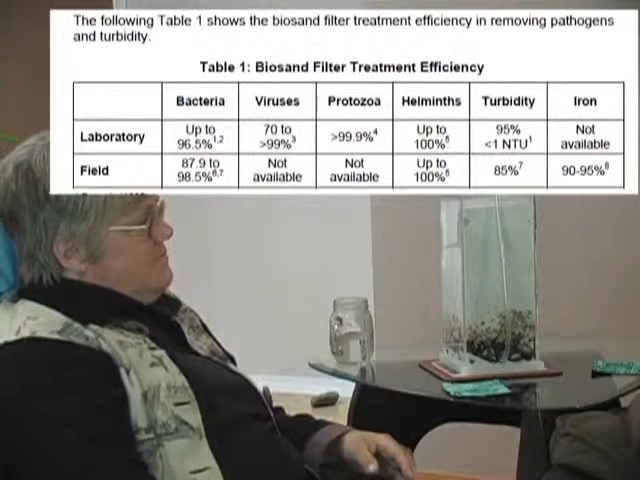 The following Table 1 shows the biosand filter treatment efficiency in removing pathogens
and turbidity.
Table 1: Biosand Filter Treatment Efficiency
Bacteria Viruses Protozoa Helminths Turbidity Iron
Laboratory Up to 96.5%1,2 70 to >99%3 >99.9%4 Up to 100%5 95% <1 NTU1 Not available
Field 87.9 to 98.5%6,7 Not available Not available Up to 100%5 85%7 90-95%8